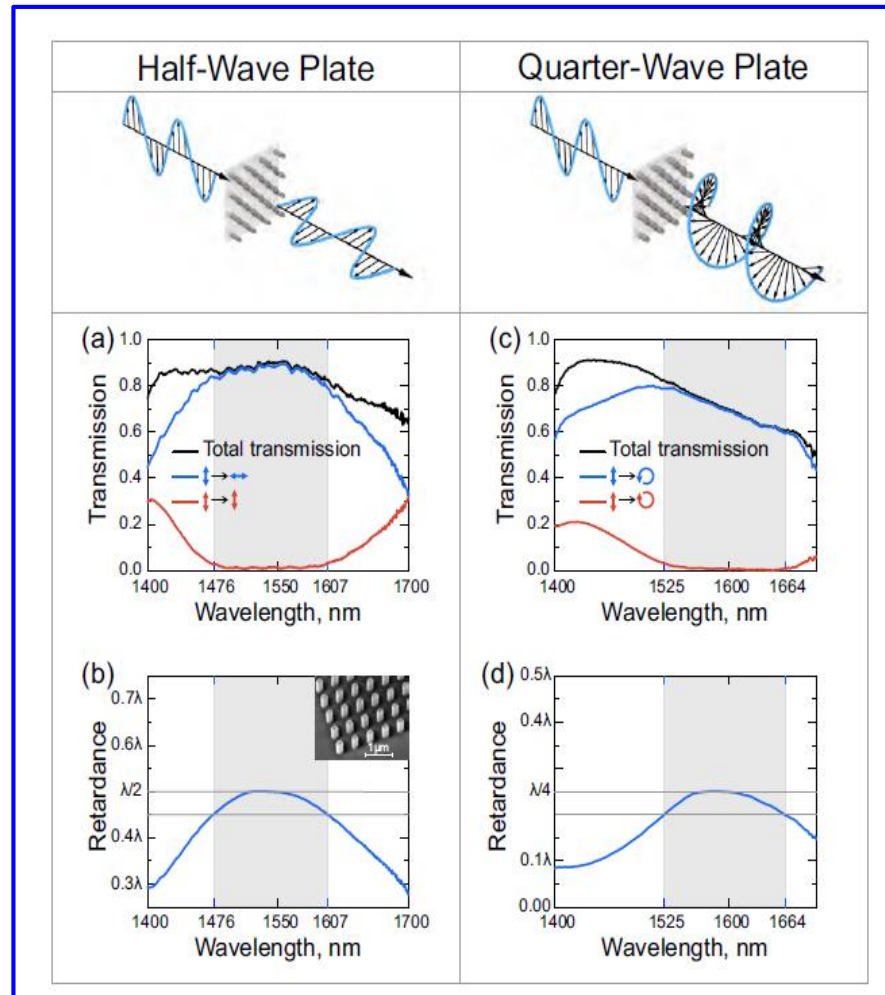 Half-Wave Plate
Quarter-Wave Plate
(a)
1.0
0.8
0.6
0.4
0.2
0.0
Transmission
Total transmission
1400
1476
1550
1607
1700
Wavelength, nm
(c)
1.0
0.8
0.6
0.4
0.2
0.0
Transmission
Total transmission
1400
1525
1600
1664
Wavelength, nm
(b)
0.7λ
0.6λ
λ/2
0.4λ
0.3λ
Retardance
1μm
1400
1476
1550
1607
1700
Wavelength, nm
(d)
0.5λ
0.4λ
λ/4
0.1λ
0.00
Retardance
1400
1525
1600
1664
Wavelength, nm